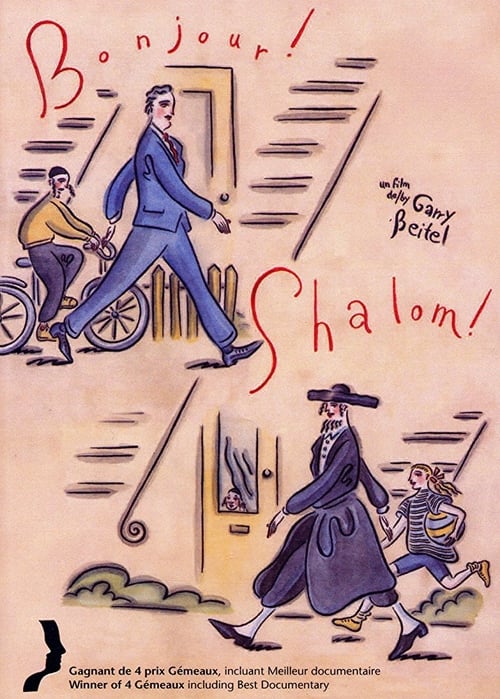 Bonjour!
un film
de/by Garry
Beitel
Shalom!
Gagnant de 4 prix Gémeaux, incluant Meilleur documentaire
Winner of 4 Gémeaux including Best Documentary